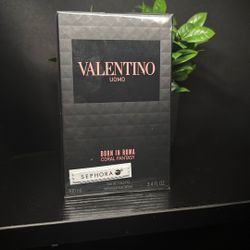 VALENTINO
UOMO
BORN IN ROMA
CORAL FANTASY
SEPHORA
100 ml
3.4 FL.OZ